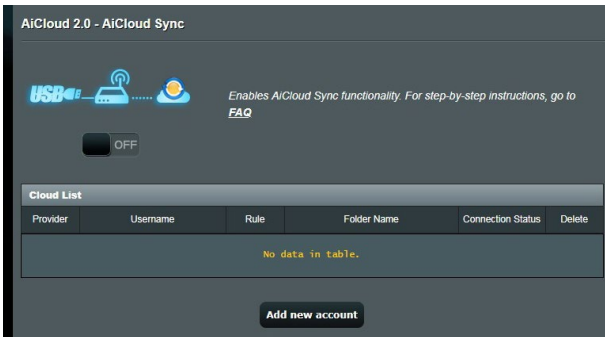 AiCloud 2.0 - AiCloud Sync
USB
Enables AiCloud Sync functionality. For step-by-step instructions, go to
FAQ
OFF
Cloud List
Provider Username Rule Folder Name Connection Status Delete
No data in table.
Add new account